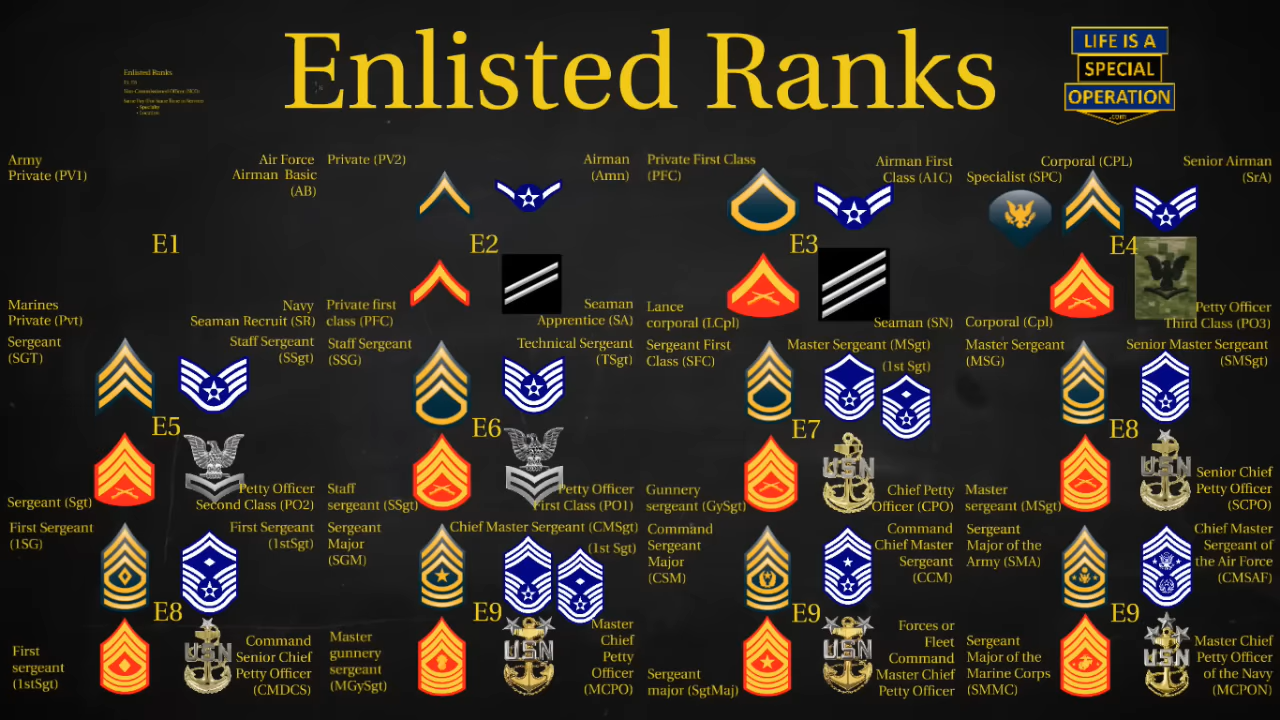 Enlisted Ranks
LIFE IS A
SPECIAL
OPERATION
.com
Enlisted Ranks
Army
Private (PV1)
Air Force
Airman Basic
(AB)
E1
Marines
Private (Pvt)
Navy
Seaman Recruit (SR)
Private (PV2)
Airman
(Amn)
E2
Private first
class (PFC)
Seaman
Apprentice (SA)
Private First Class
(PFC)
Airman First
Class (A1C)
E3
Lance
corporal (LCpl)
Seaman (SN)
Specialist (SPC)
Corporal (CPL)
Senior Airman
(SrA)
E4
Corporal (Cpl)
Petty Officer
Third Class (PO3)
Sergeant
(SGT)
Staff Sergeant
(SSgt)
E5
Sergeant (Sgt)
Petty Officer
Second Class (PO2)
Staff Sergeant
(SSG)
Technical Sergeant
(TSgt)
E6
Staff
sergeant (SSgt)
Petty Officer
First Class (PO1)
Sergeant First
Class (SFC)
Master Sergeant (MSgt)
(1st Sgt)
E7
Gunnery
sergeant (GySgt)
USN
Chief Petty
Officer (CPO)
Master Sergeant
(MSG)
Senior Master Sergeant
(SMSgt)
E8
Master
sergeant (MSgt)
USN
Senior Chief
Petty Officer
(SCPO)
First Sergeant
(1SG)
First Sergeant
(1stSgt)
E8
First
sergeant
(1stSgt)
USN
Command
Senior Chief
Petty Officer
(CMDCS)
Sergeant
Major
(SGM)
Chief Master Sergeant (CMSgt)
(1st Sgt)
E9
Master
gunnery
sergeant
(MGySgt)
USN
Master
Chief
Petty
Officer
(MCPO)
Command
Sergeant
Major
(CSM)
Command
Chief Master
Sergeant
(CCM)
E9
Sergeant
major (SgtMaj)
USN
Forces or
Fleet
Command
Master Chief
Petty Officer
Sergeant
Major of the
Army (SMA)
Chief Master
Sergeant of
the Air Force
(CMSAF)
E9
Sergeant
Major of the
Marine Corps
(SMMC)
USN
Master Chief
Petty Officer
of the Navy
(MCPON)